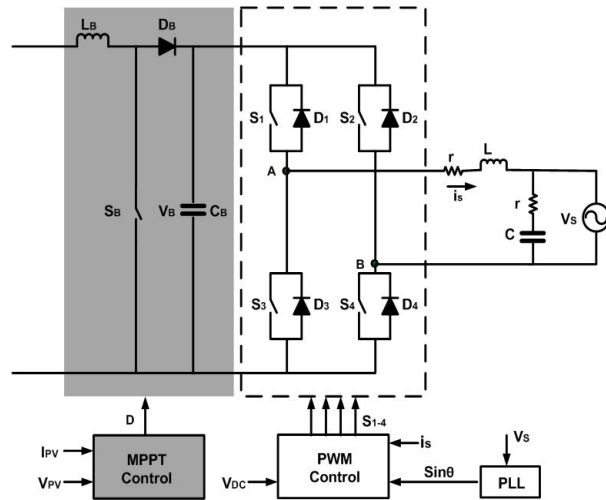 LB DB
S1 D1 S2 D2
L
r
A
is
r
SB VB CB
C
VS
B
S3 D3 S4 D4
D
S1-4
IPV
VPV
MPPT
Control
VDC
PWM
Control
is
Sinθ
VS
PLL